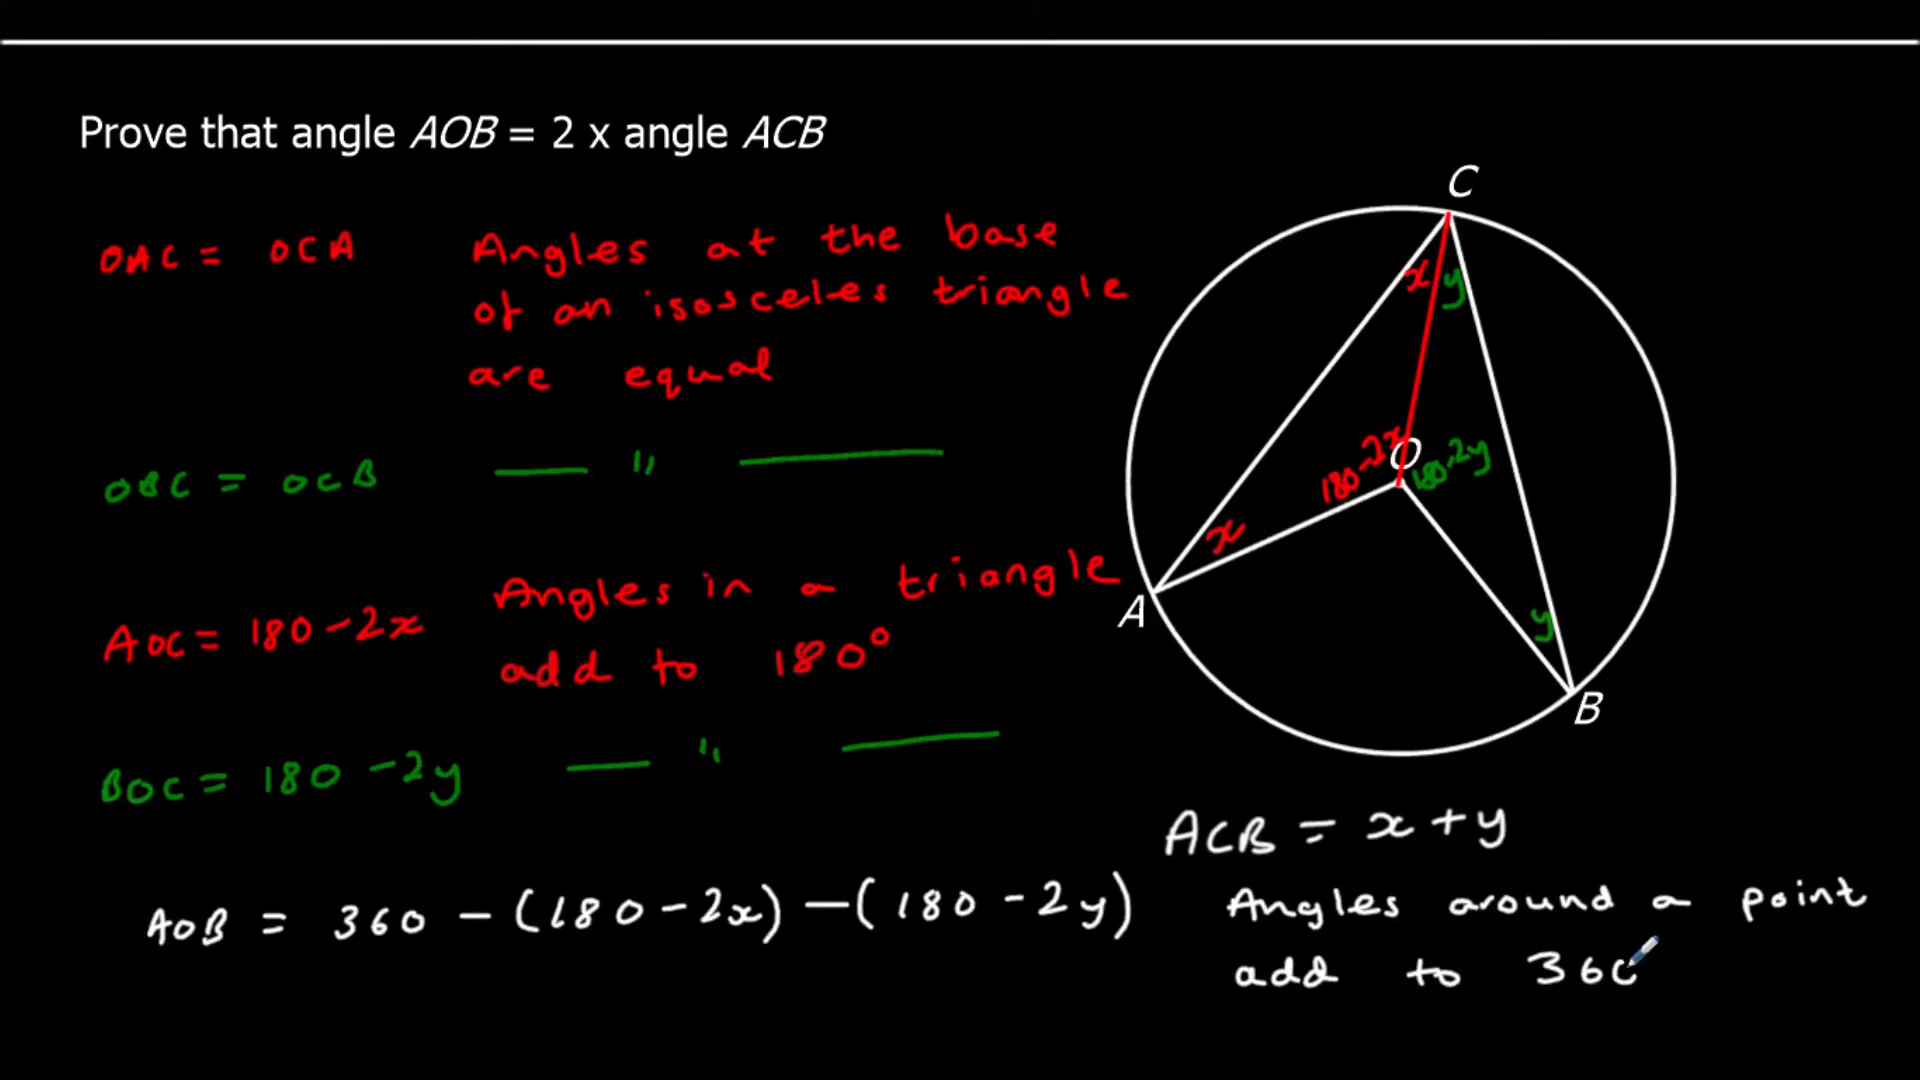 Prove that angle AOB = 2 x angle ACB
OAC = OCA Angles at the base
of an isosceles triangle
are equal
OBC = OCB — " —
AOC = 180 - 2x Angles in a triangle
add to 180°
BOC = 180 - 2y — " —
AOB = 360 - (180 - 2x) - (180 - 2y)
C
x y
180-2x O 180-2y
x
A
y
B
ACB = x + y
Angles around a point
add to 360